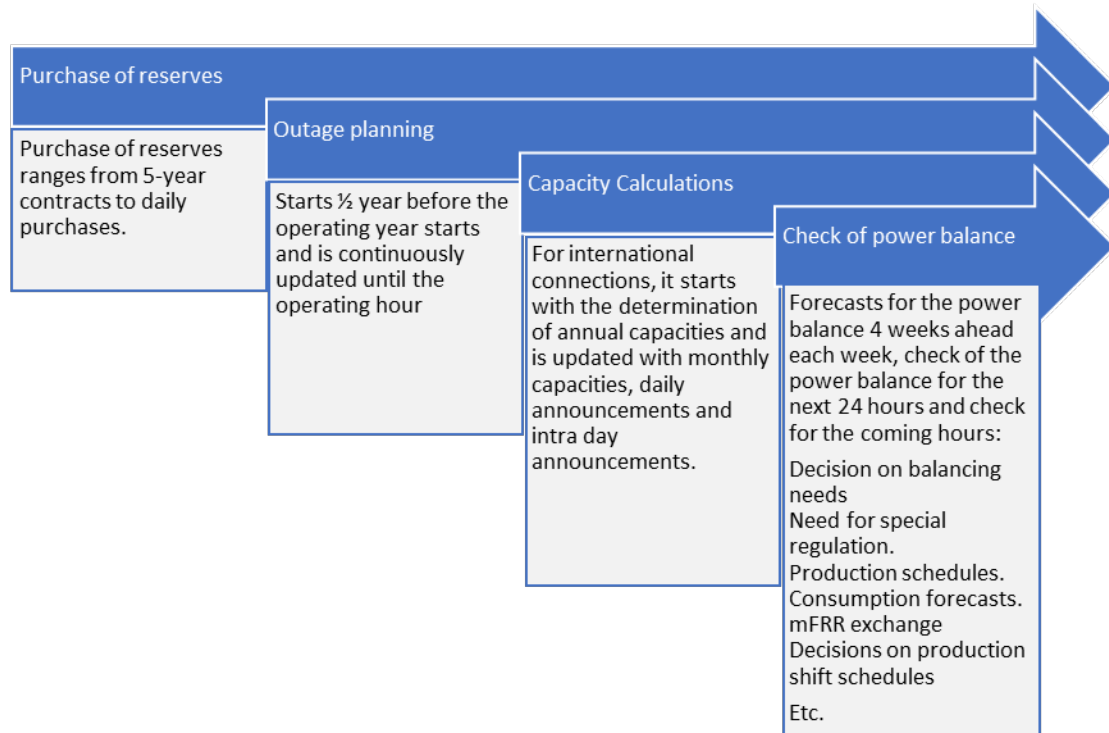 Purchase of reserves
Purchase of reserves
ranges from 5-year
contracts to daily
purchases.
Outage planning
Starts ½ year before the
operating year starts
and is continuously
updated until the
operating hour
Capacity Calculations
For international
connections, it starts
with the determination
of annual capacities and
is updated with monthly
capacities, daily
announcements and
intra day
announcements.
Check of power balance
Forecasts for the power
balance 4 weeks ahead
each week, check of the
power balance for the
next 24 hours and check
for the coming hours:
Decision on balancing
needs
Need for special
regulation.
Production schedules.
Consumption forecasts.
mFRR exchange
Decisions on production
shift schedules
Etc.